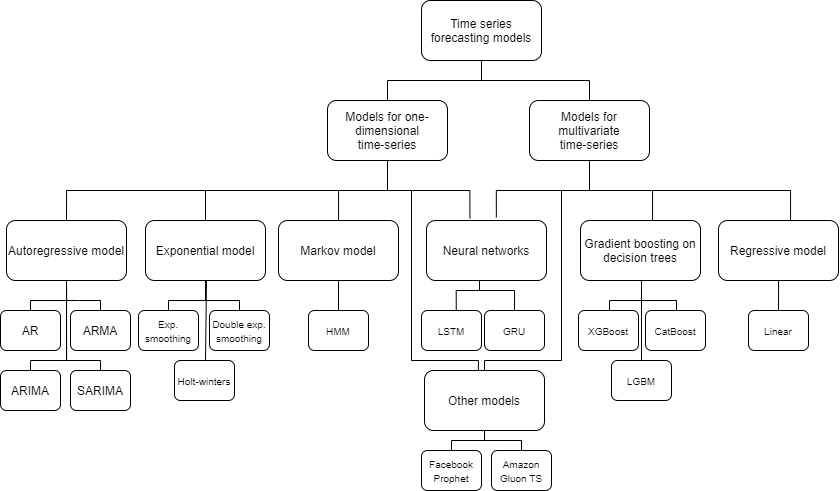 Time series
forecasting models
Models for one-
dimensional
time-series
Models for
multivariate
time-series
Autoregressive model
Exponential model
Markov model
Neural networks
Gradient boosting on
decision trees
Regressive model
AR
ARMA
Exp.
smoothing
Double exp.
smoothing
HMM
LSTM
GRU
XGBoost
CatBoost
Linear
ARIMA
SARIMA
Holt-winters
Other models
LGBM
Facebook
Prophet
Amazon
Gluon TS